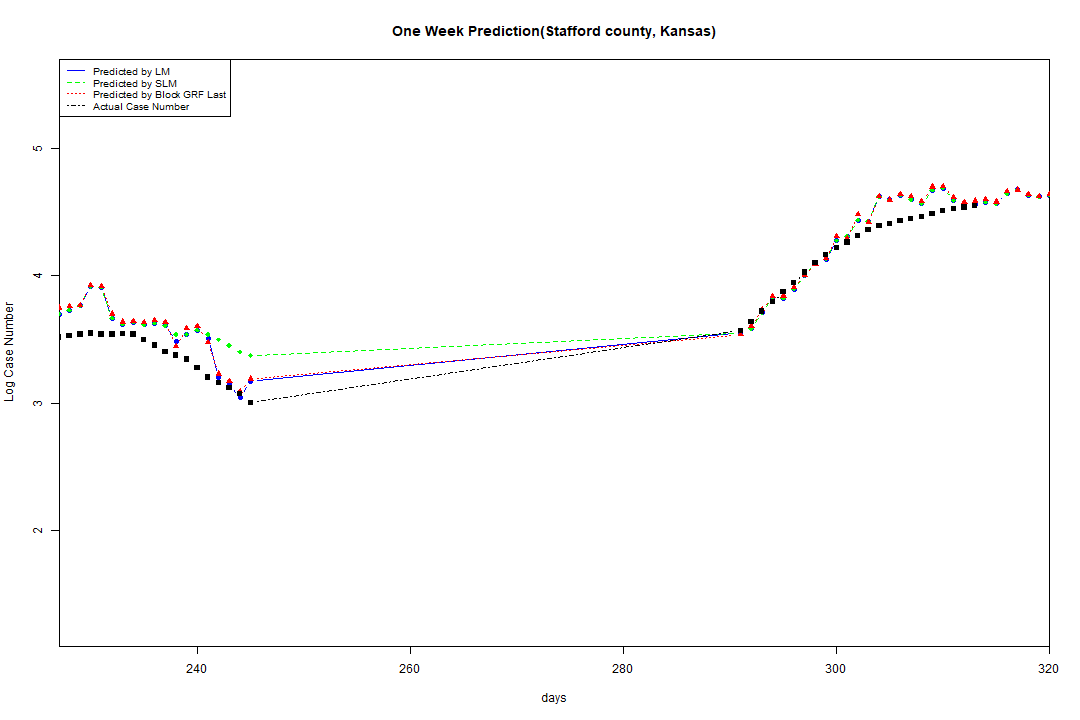 One Week Prediction(Stafford county, Kansas)
Predicted by LM
Predicted by SLM
Predicted by Block GRF Last
Actual Case Number
5
4
3
2
Log Case Number
240 260 280 300 320
days